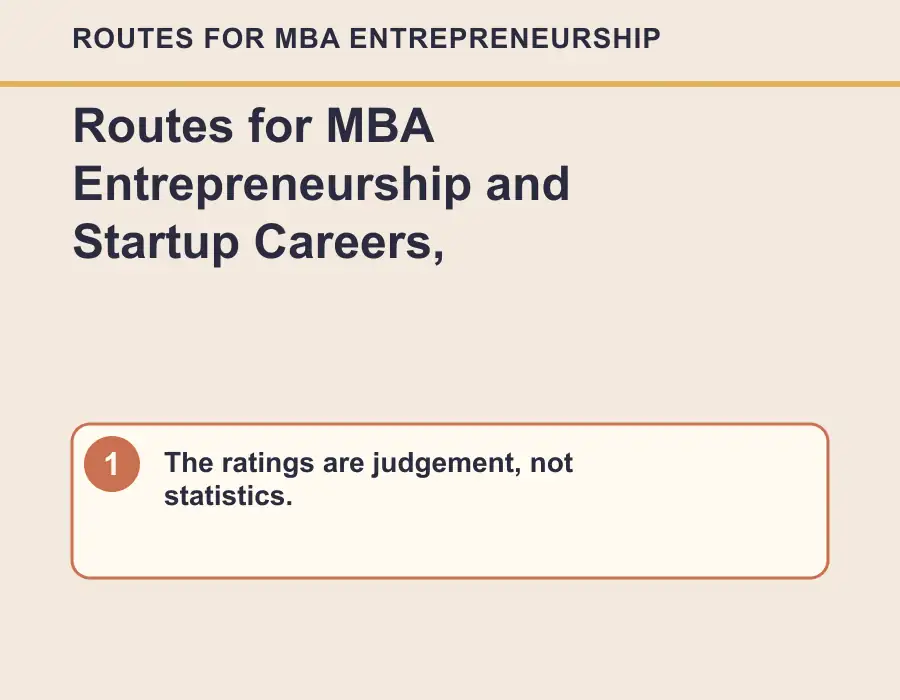 ROUTES FOR MBA ENTREPRENEURSHIP
Routes for MBA
Entrepreneurship and
Startup Careers,
1
The ratings are judgement, not
statistics.